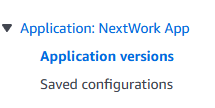 Application: NextWork App
Application versions
Saved configurations